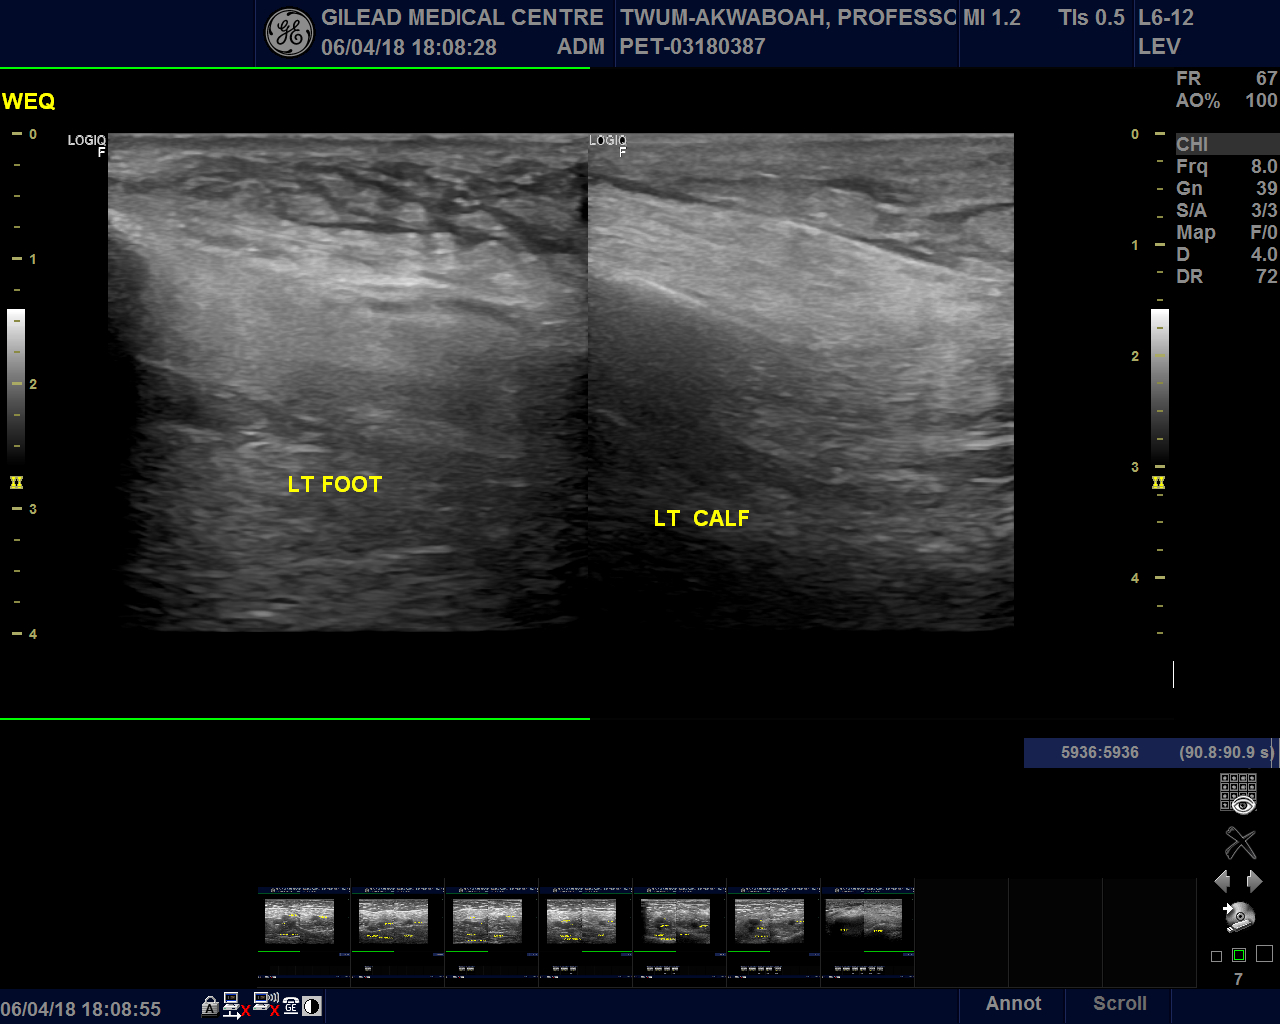 GILEAD MEDICAL CENTRE
06/04/18 18:08:28 ADM
TWUM-AKWABOAH, PROFESSO
PET-03180387
MI 1.2 TIs 0.5
L6-12
LEV
WEQ
FR 67
AO% 100
CHI
Frq 8.0
Gn 39
S/A 3/3
Map F/0
D 4.0
DR 72
LOGIQ
F
LOGIQ
F
0
1
2
3
4
0
1
2
3
4
LT FOOT
LT CALF
5936:5936 (90.8:90.9 s)
7
06/04/18 18:08:55
A
GE
Annot
Scroll